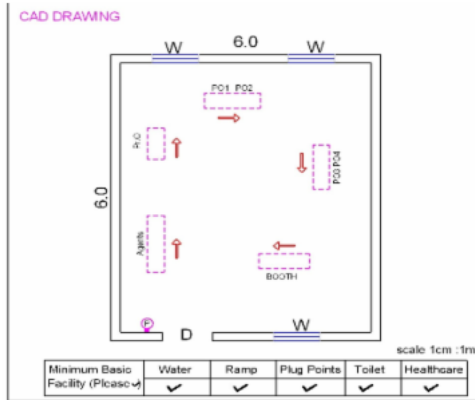 CAD DRAWING
W
6.0
W
PO1 PO2
PrO
PO3 PO4
6.0
Agents
BOOTH
D
W
scale 1cm :1m
Minimum Basic Facility (Please ✓)
Water
Ramp
Plug Points
Toilet
Healthcare
✓ ✓ ✓ ✓ ✓